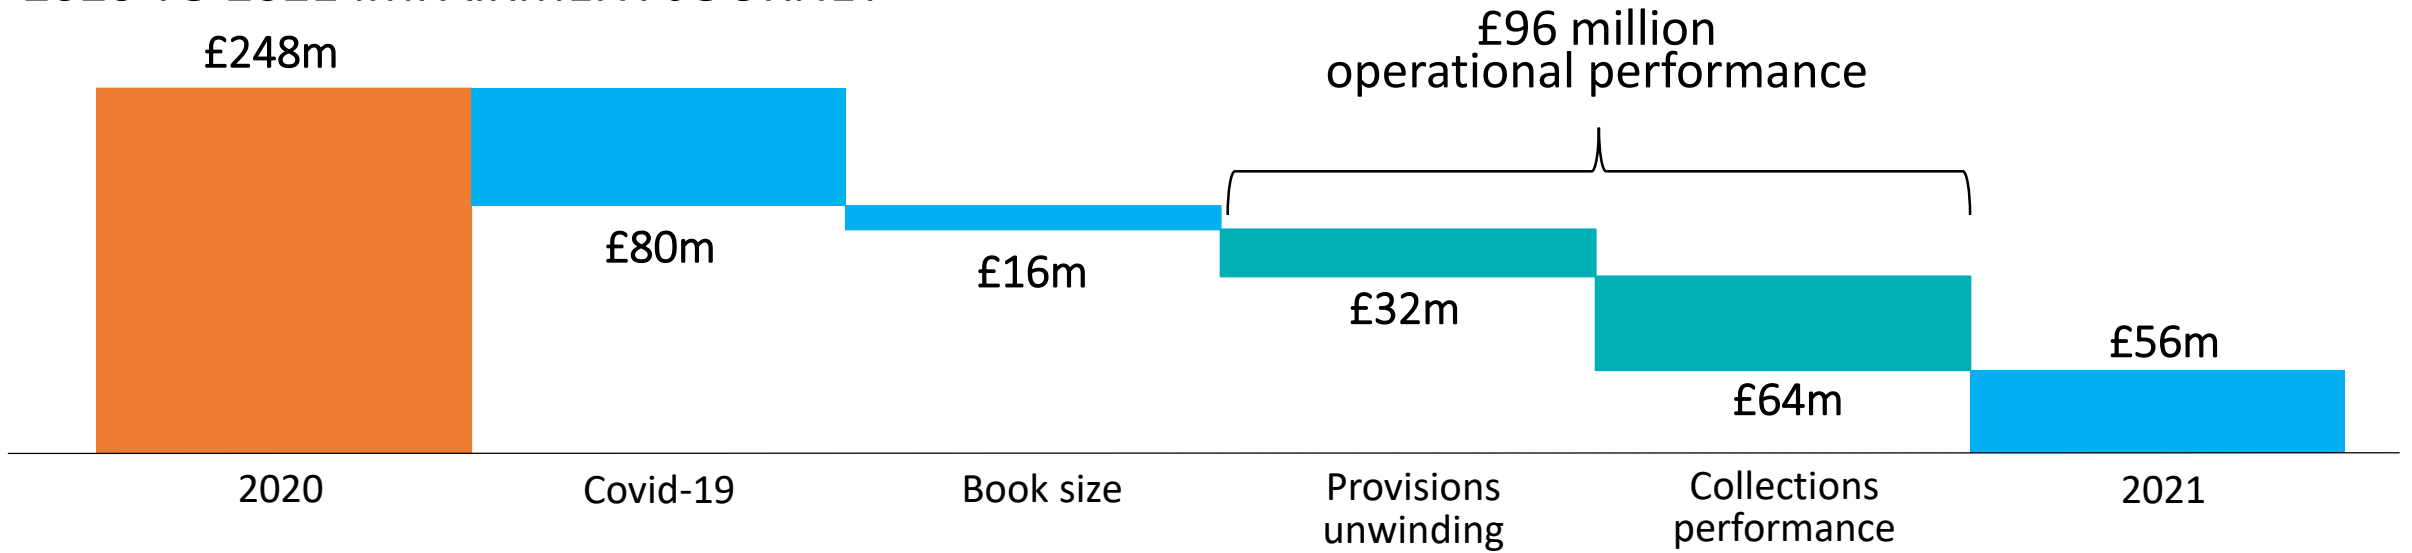 £248m
£96 million
operational performance
£80m
£16m
£32m
£64m
£56m
2020
Covid-19
Book size
Provisions
unwinding
Collections
performance
2021